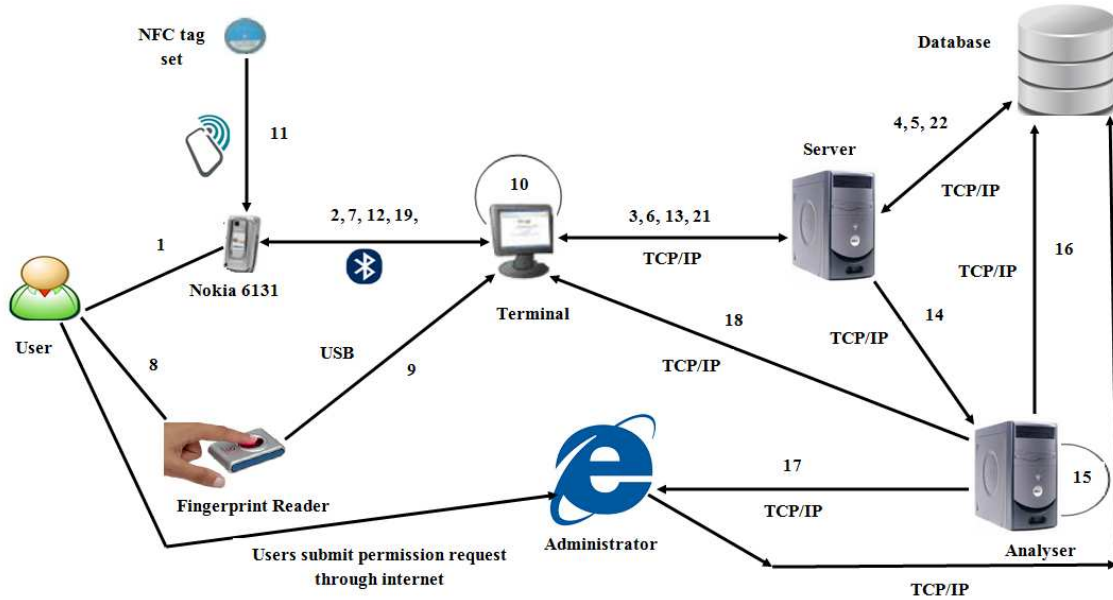 NFC tag
set
Database
11
4, 5, 22
Server
10
TCP/IP
2, 7, 12, 19,
3, 6, 13, 21
1
16
TCP/IP
TCP/IP
Nokia 6131
Terminal
18
14
User
USB
TCP/IP
8
9
TCP/IP
17
15
Fingerprint Reader
TCP/IP
Administrator
Analyser
Users submit permission request
through internet
TCP/IP